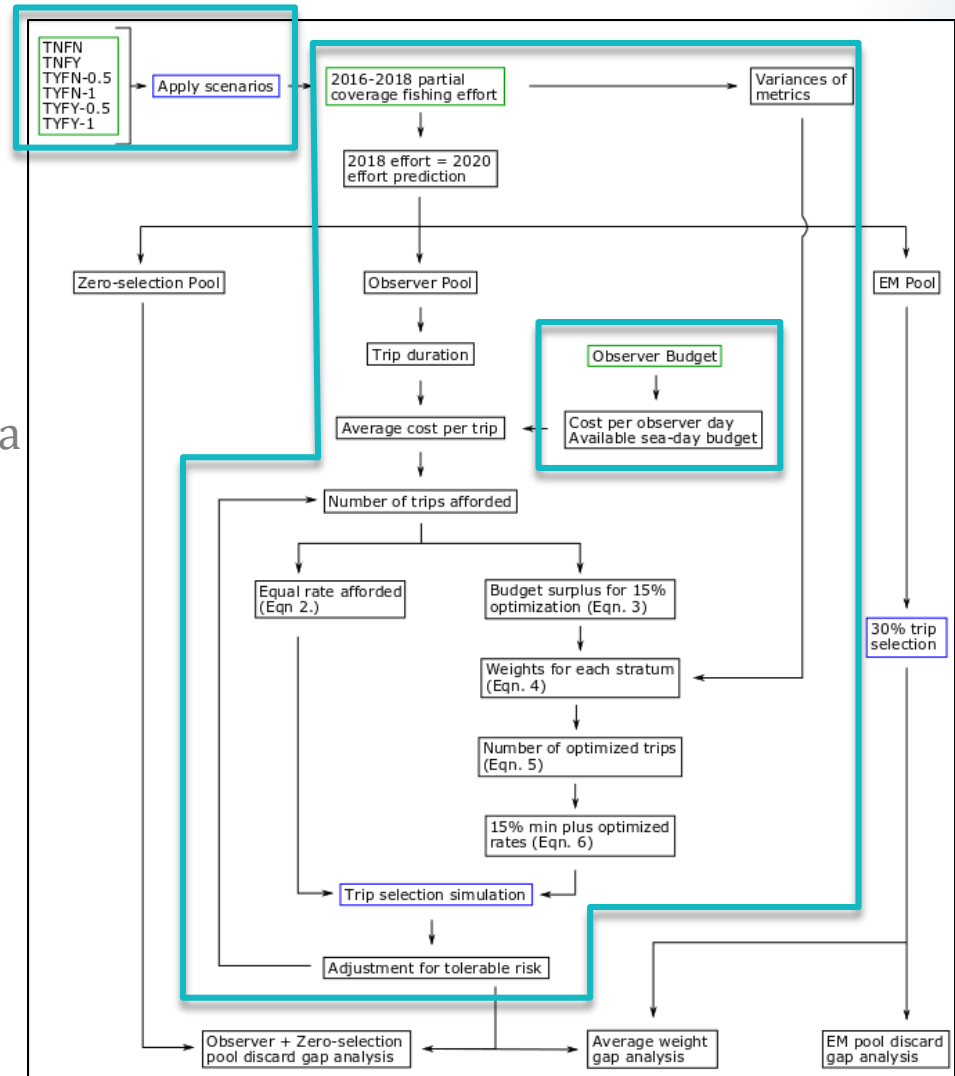 TNFN
TNFY
TYFN-0.5
TYFN-1
TYFY-0.5
TYFY-1
Apply scenarios
2016-2018 partial
coverage fishing effort
Variances of
metrics
2018 effort = 2020
effort prediction
Zero-selection Pool
Observer Pool
EM Pool
Trip duration
Observer Budget
a
Average cost per trip
Cost per observer day
Available sea-day budget
Number of trips afforded
Equal rate afforded
(Eqn 2.)
Budget surplus for 15%
optimization (Eqn. 3)
30% trip
selection
Weights for each stratum
(Eqn. 4)
Number of optimized trips
(Eqn. 5)
15% min plus optimized
rates (Eqn. 6)
Trip selection simulation
Adjustment for tolerable risk
Observer + Zero-selection
pool discard gap analysis
Average weight
gap analysis
EM pool discard
gap analysis